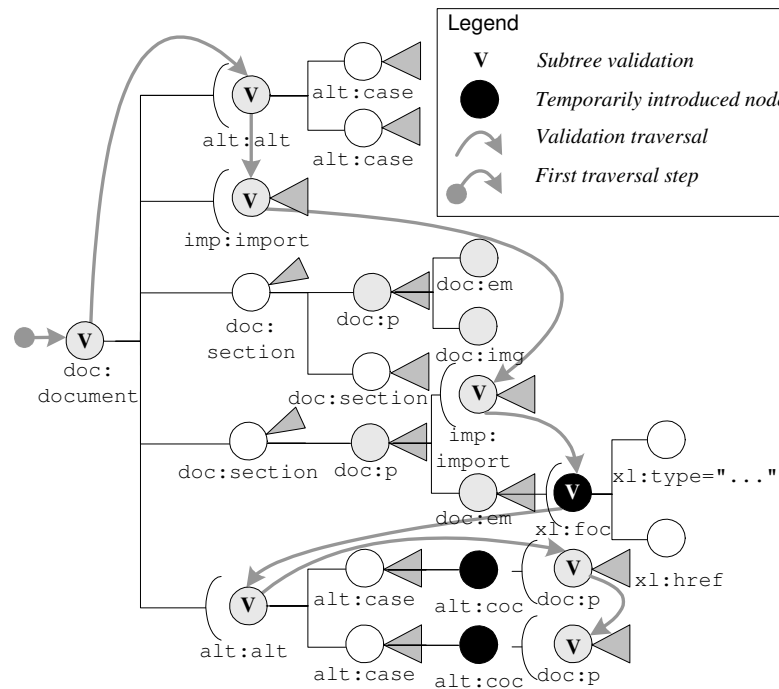 Legend
V Subtree validation
Temporarily introduced node
Validation traversal
First traversal step
alt:case
V
alt:alt
alt:case
V
imp:import
doc:em
doc:
section
doc:p
doc:img
V
doc:
document
doc:section
V
imp:
import
doc:section
doc:p
xl:type="..."
V
doc:em
xl:foc
xl:href
V
alt:case
alt:coc
doc:p
V
alt:alt
alt:case
alt:coc
V
doc:p